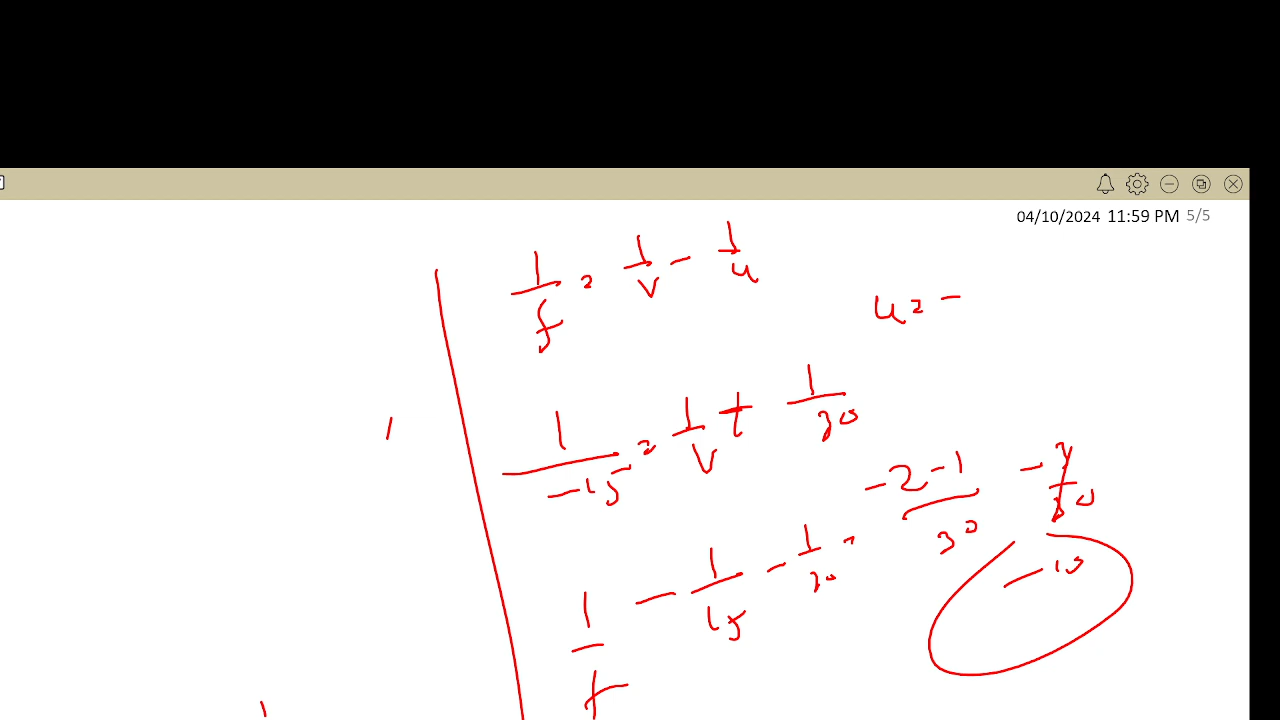 04/10/2024 11:59 PM 5/5
1/f = 1/v - 1/u
u = -
1/-15 = 1/v + 1/30
1/f - 1/15 - 1/30 = -2-1/30 -3/30
-10